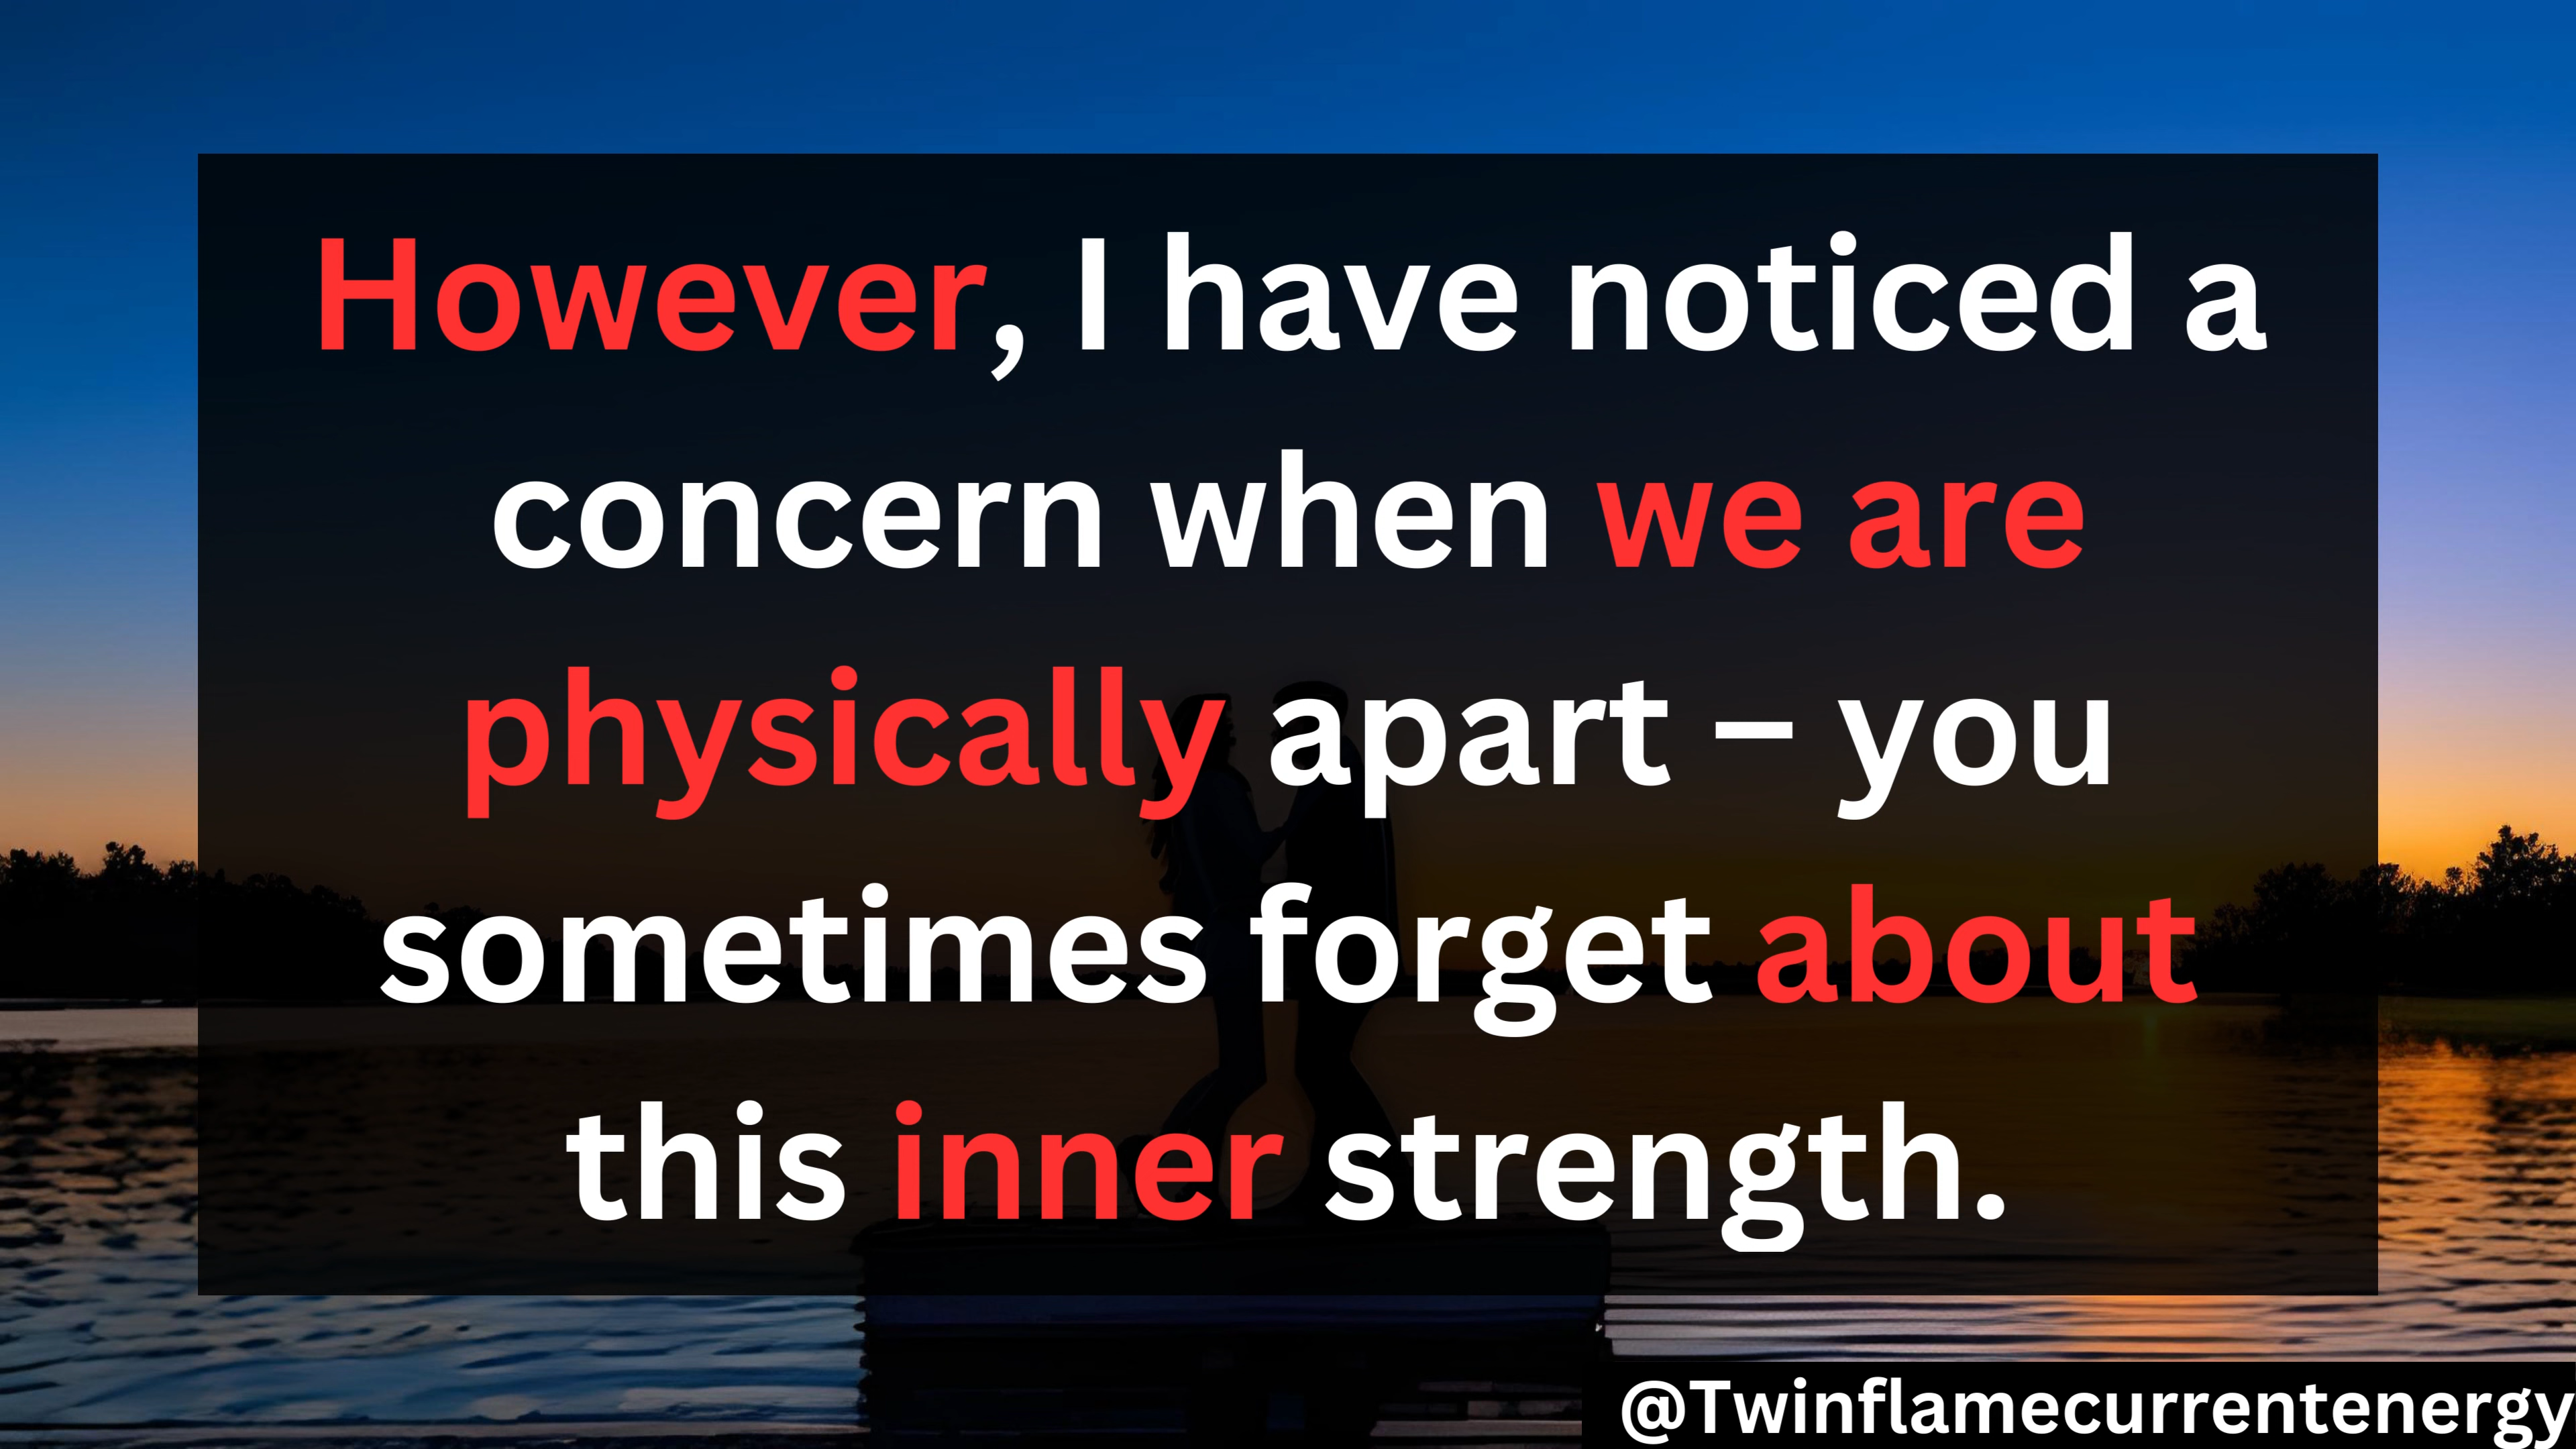 However, I have noticed a
concern when we are
physically apart – you
sometimes forget about
this inner strength.
@Twinflamecurrentenergy